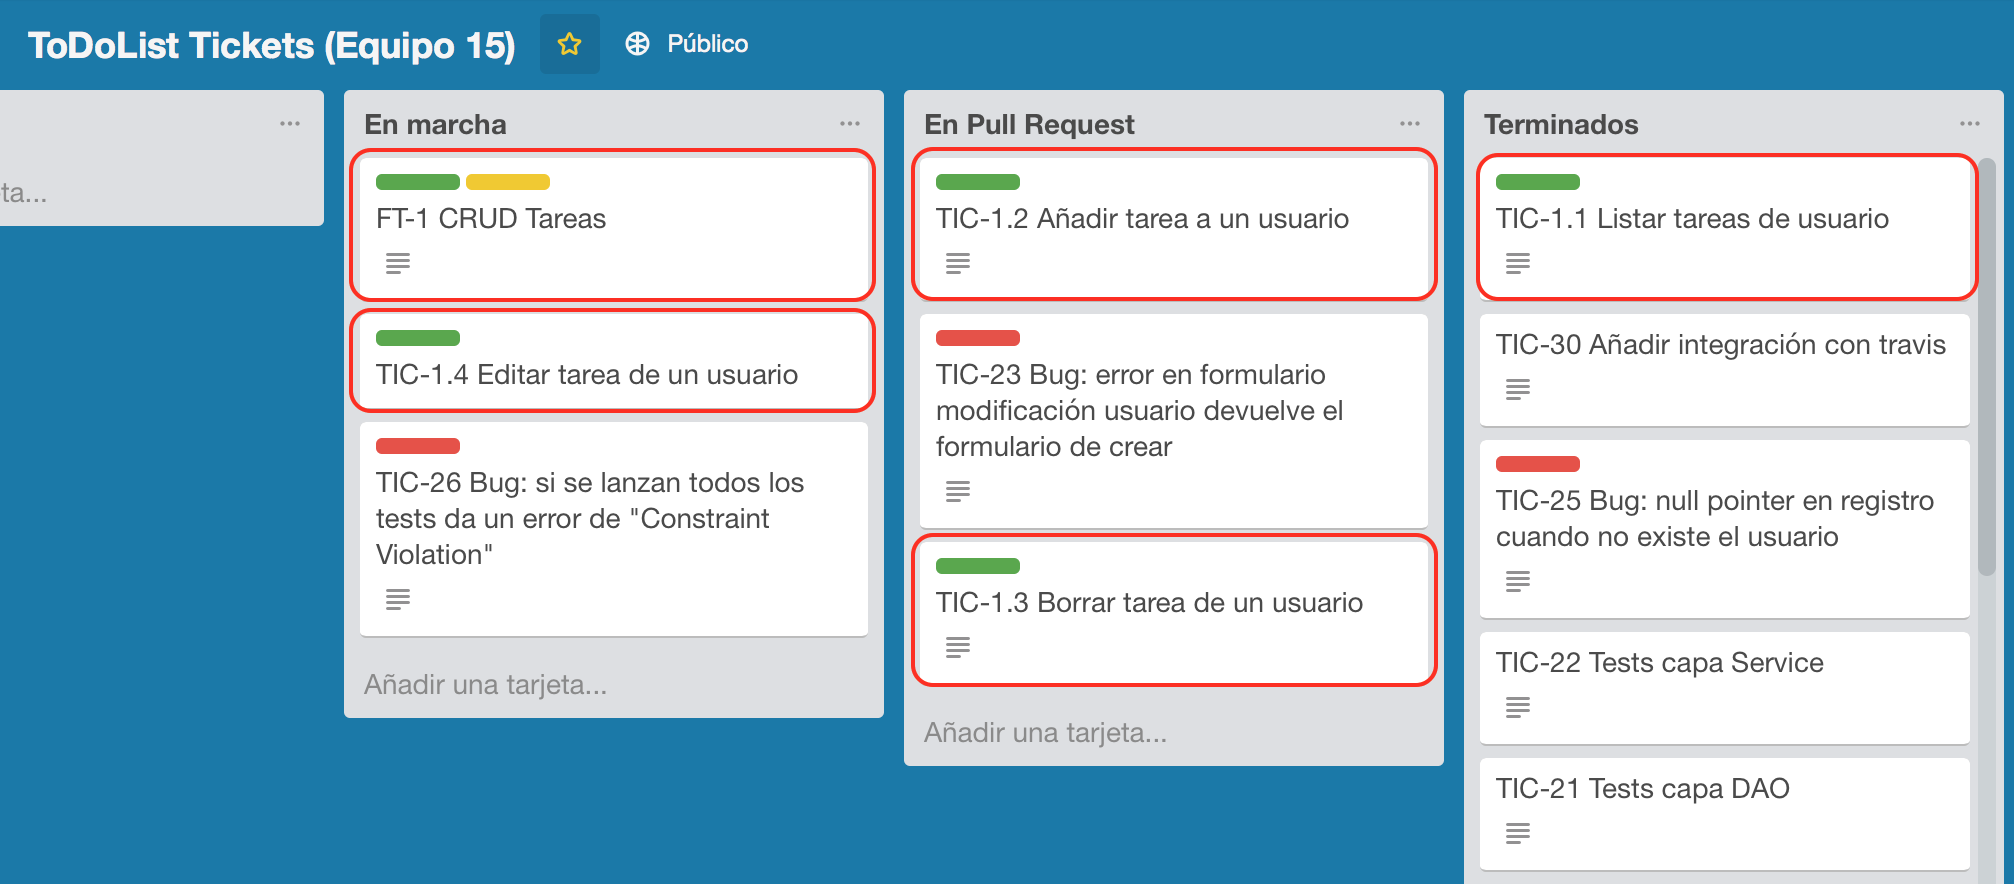 ToDoList Tickets (Equipo 15)
Público
ta...
En marcha
FT-1 CRUD Tareas
TIC-1.4 Editar tarea de un usuario
TIC-26 Bug: si se lanzan todos los
tests da un error de "Constraint
Violation"
Añadir una tarjeta...
En Pull Request
TIC-1.2 Añadir tarea a un usuario
TIC-23 Bug: error en formulario
modificación usuario devuelve el
formulario de crear
TIC-1.3 Borrar tarea de un usuario
Añadir una tarjeta...
Terminados
TIC-1.1 Listar tareas de usuario
TIC-30 Añadir integración con travis
TIC-25 Bug: null pointer en registro
cuando no existe el usuario
TIC-22 Tests capa Service
TIC-21 Tests capa DAO